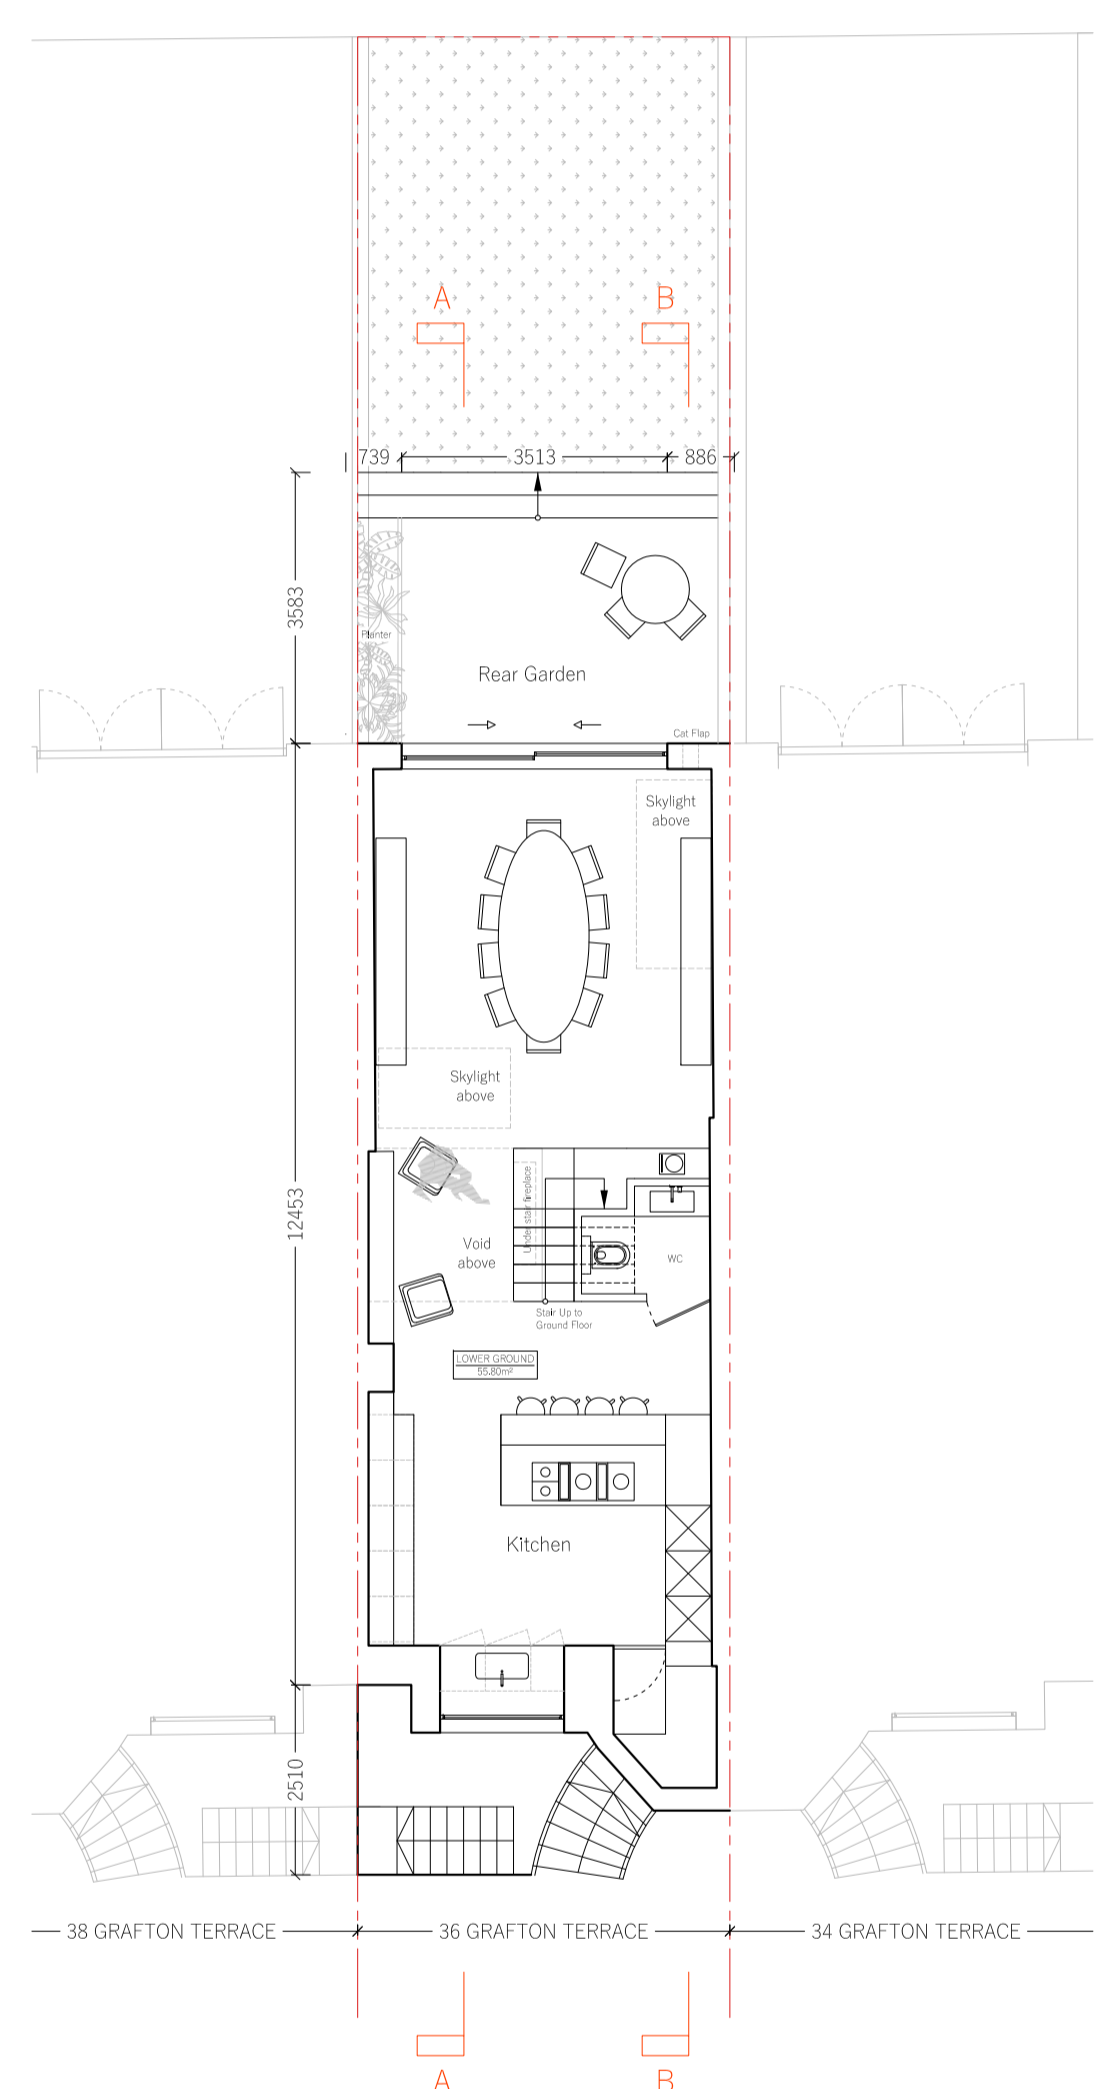 A
B
739
3513
886
3583
Planter
Rear Garden
Cat Flap
Skylight
above
Skylight
above
12453
Under stair fireplace
Void
above
WC
Stair Up to
Ground Floor
LOWER GROUND
55.80m²
Kitchen
2510
38 GRAFTON TERRACE
36 GRAFTON TERRACE
34 GRAFTON TERRACE
A
B